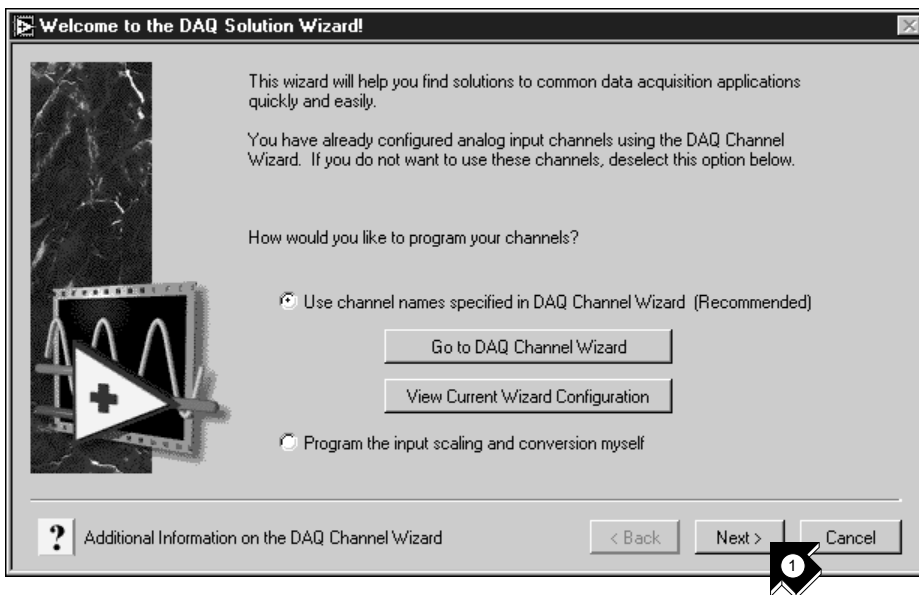 Welcome to the DAQ Solution Wizard!
This wizard will help you find solutions to common data acquisition applications
quickly and easily.
You have already configured analog input channels using the DAQ Channel
Wizard. If you do not want to use these channels, deselect this option below.
How would you like to program your channels?
Use channel names specified in DAQ Channel Wizard (Recommended)
Go to DAQ Channel Wizard
View Current Wizard Configuration
Program the input scaling and conversion myself
? Additional Information on the DAQ Channel Wizard
< Back
Next >
Cancel
1